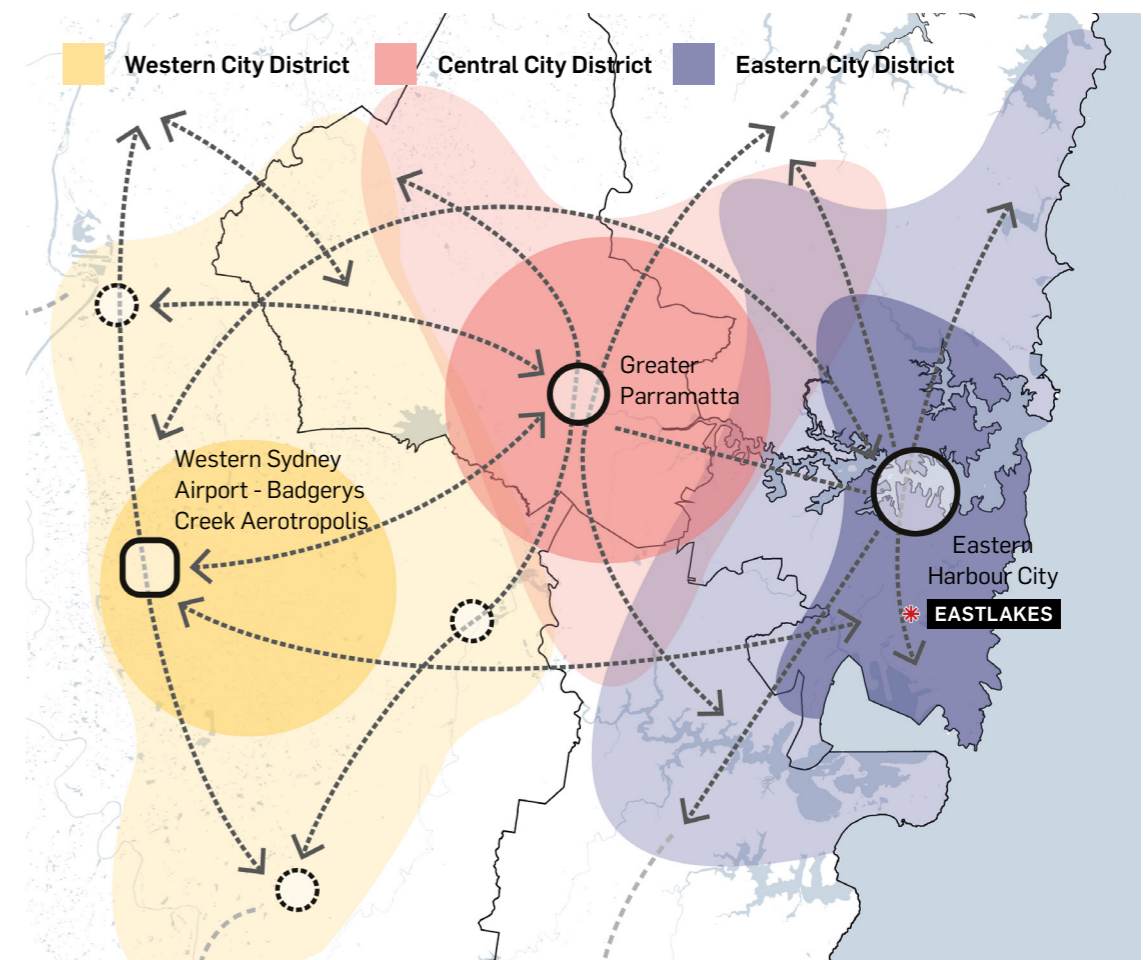 Western City District
Central City District
Eastern City District
Greater
Parramatta
Western Sydney
Airport - Badgerys
Creek Aerotropolis
Eastern
Harbour City
EASTLAKES